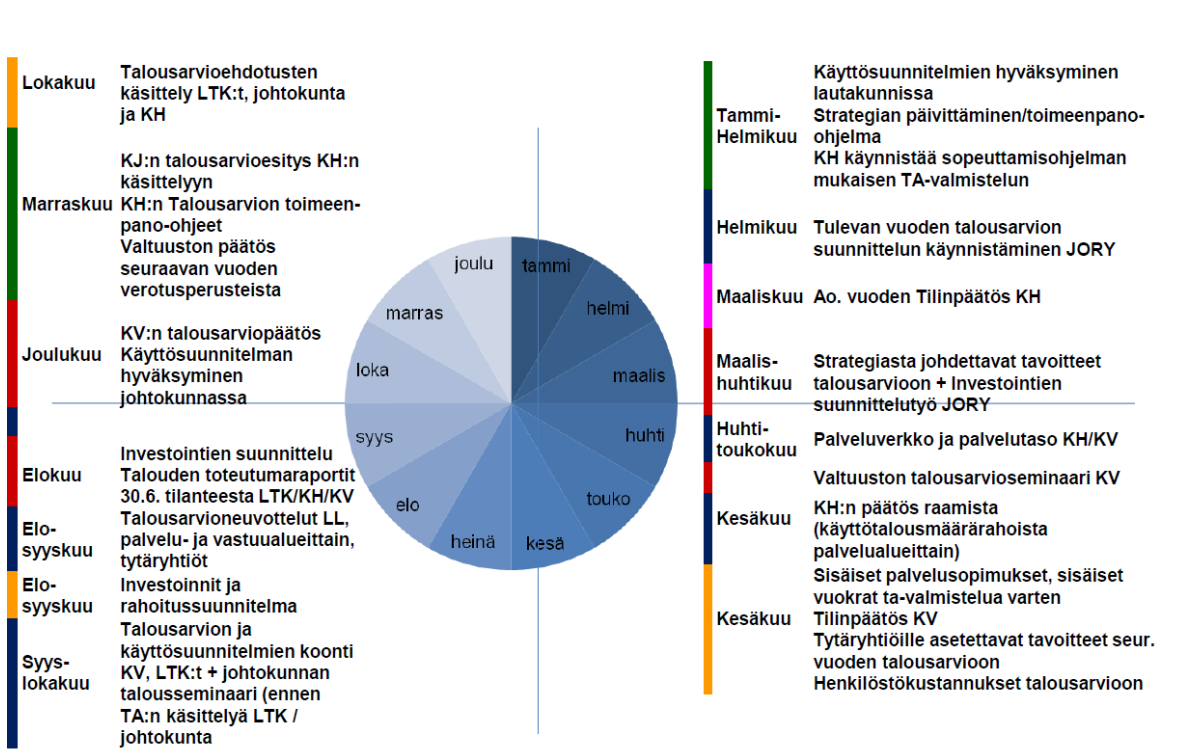 Lokakuu
Talousarvioehdotusten
käsittely LTK:t, johtokunta
ja KH
Marraskuu
KJ:n talousarvioesitys KH:n
käsittelyyn
KH:n Talousarvion toimeen-
pano-ohjeet
Valtuuston päätös
seuraavan vuoden
verotusperusteista
Joulukuu
KV:n talousarviopäätös
Käyttösuunnitelman
hyväksyminen
johtokunnassa
Elokuu
Investointien suunnittelu
Talouden toteutumaraportit
30.6. tilanteesta LTK/KH/KV
Elo-
syyskuu
Talousarvioneuvottelut LL,
palvelu- ja vastuualueittain,
tytäryhtiöt
Elo-
syyskuu
Investoinnit ja
rahoitussuunnitelma
Syys-
lokakuu
Talousarvion ja
käyttösuunnitelmien koonti
KV, LTK:t + johtokunnan
talousseminaari (ennen
TA:n käsittelyä LTK /
johtokunta
tammi
helmi
maalis
huhti
touko
kesä
heinä
elo
syys
loka
marras
joulu
Tammi-
Helmikuu
Käyttösuunnitelmien hyväksyminen
lautakunnissa
Strategian päivittäminen/toimeenpano-
ohjelma
KH käynnistää sopeuttamisohjelman
mukaisen TA-valmistelun
Helmikuu
Tulevan vuoden talousarvion
suunnittelun käynnistäminen JORY
Maaliskuu
Ao. vuoden Tilinpäätös KH
Maalis-
huhtikuu
Strategiasta johdettavat tavoitteet
talousarvioon + Investointien
suunnittelutyö JORY
Huhti-
toukokuu
Palveluverkko ja palvelutaso KH/KV
Valtuuston talousarvioseminaari KV
Kesäkuu
KH:n päätös raamista
(käyttötalousmäärärahoista
palvelualueittain)
Kesäkuu
Sisäiset palvelusopimukset, sisäiset
vuokrat ta-valmistelua varten
Tilinpäätös KV
Tytäryhtiöille asetettavat tavoitteet seur.
vuoden talousarvioon
Henkilöstökustannukset talousarvioon